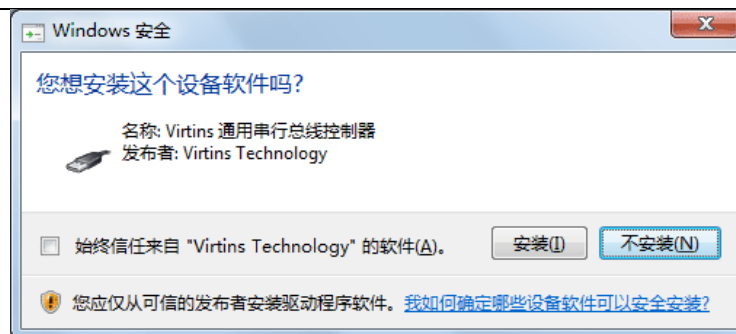 Windows 安全
您想安装这个设备软件吗?
名称: Virtins 通用串行总线控制器
发布者: Virtins Technology
始终信任来自 "Virtins Technology" 的软件(A)。
安装(I)
不安装(N)
您应仅从可信的发布者安装驱动程序软件。我如何确定哪些设备软件可以安全安装?